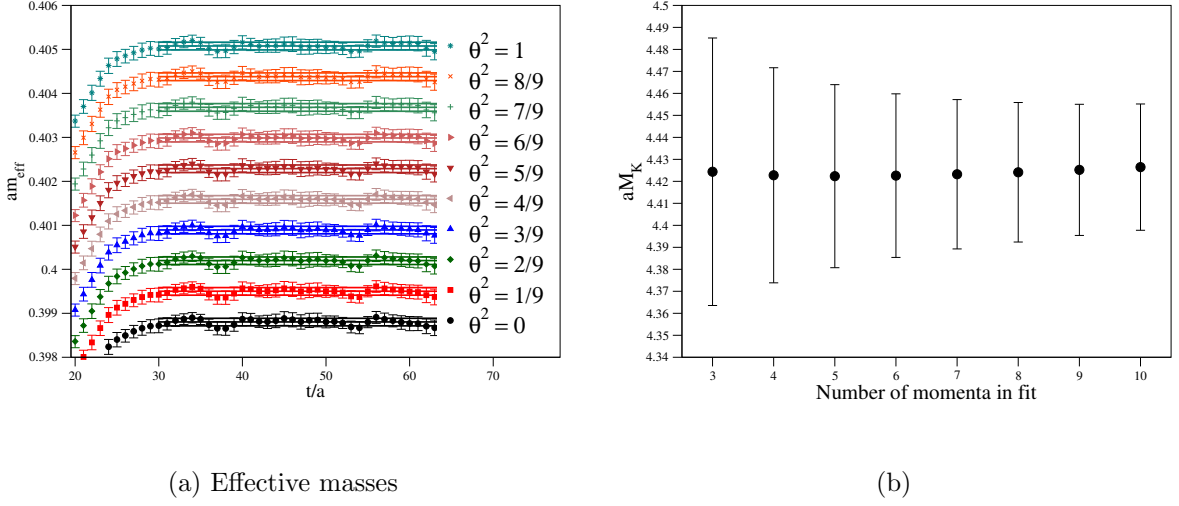 0.406
0.405
0.404
0.403
0.402
0.401
0.4
0.399
0.398
am_eff
20
30
40
50
60
70
t/a
θ² = 1
θ² = 8/9
θ² = 7/9
θ² = 6/9
θ² = 5/9
θ² = 4/9
θ² = 3/9
θ² = 2/9
θ² = 1/9
θ² = 0
(a) Effective masses
4.5
4.49
4.48
4.47
4.46
4.45
4.44
4.43
4.42
4.41
4.4
4.39
4.38
4.37
4.36
4.35
4.34
aM_K
3
4
5
6
7
8
9
10
Number of momenta in fit
(b)